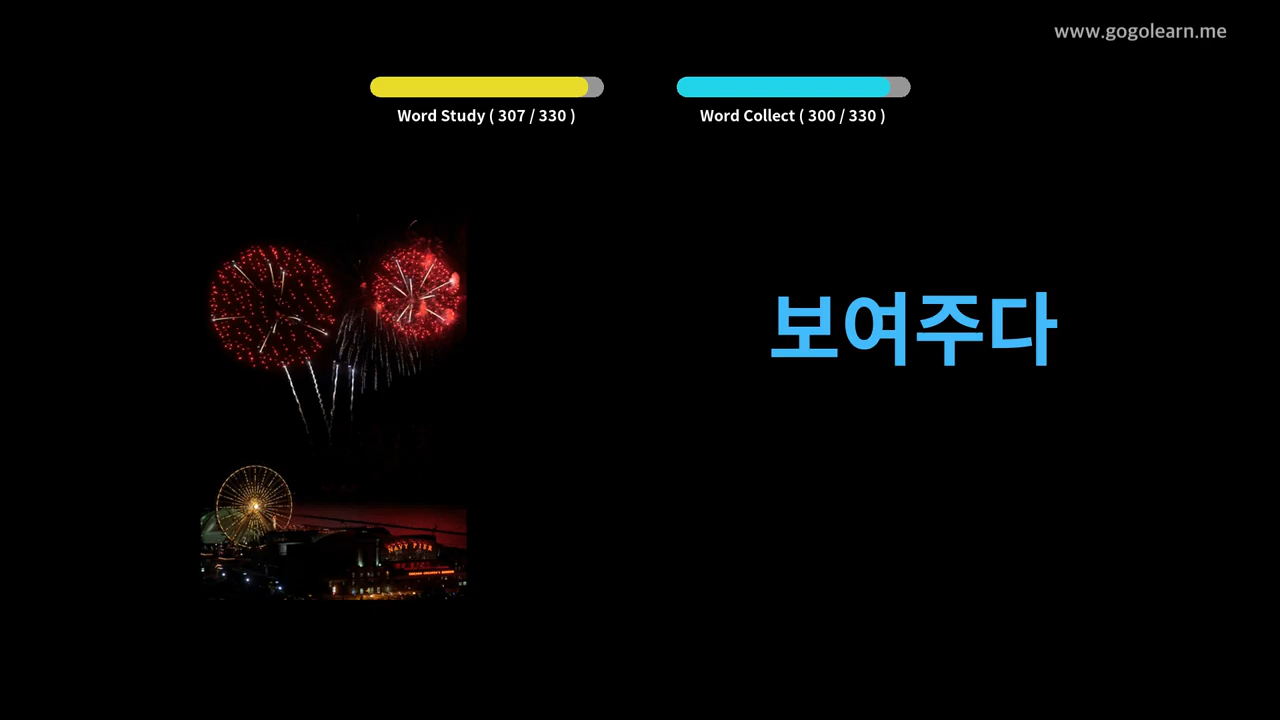 www.gogolearn.me
Word Study ( 307 / 330 )
Word Collect ( 300 / 330 )
보여주다
NAVY PIER